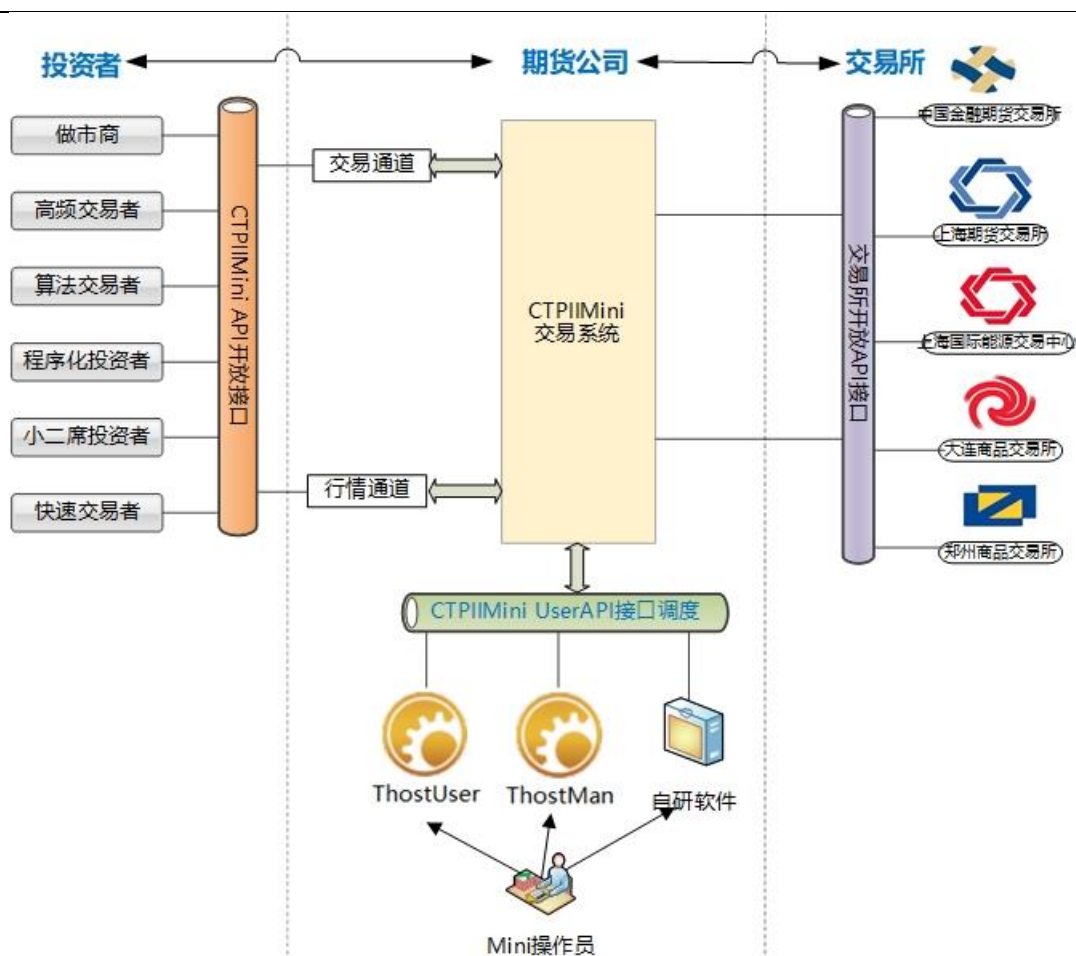 投资者
期货公司
交易所
中国金融期货交易所
做市商
交易通道
高频交易者
上海期货交易所
算法交易者
CTPIIMini API开放接口
CTPIIMini
交易系统
交易所开放API接口
上海国际能源交易中心
程序化投资者
小二席投资者
大连商品交易所
行情通道
快速交易者
郑州商品交易所
CTPIIMini UserAPI接口调度
ThostUser
ThostMan
自研软件
Mini操作员